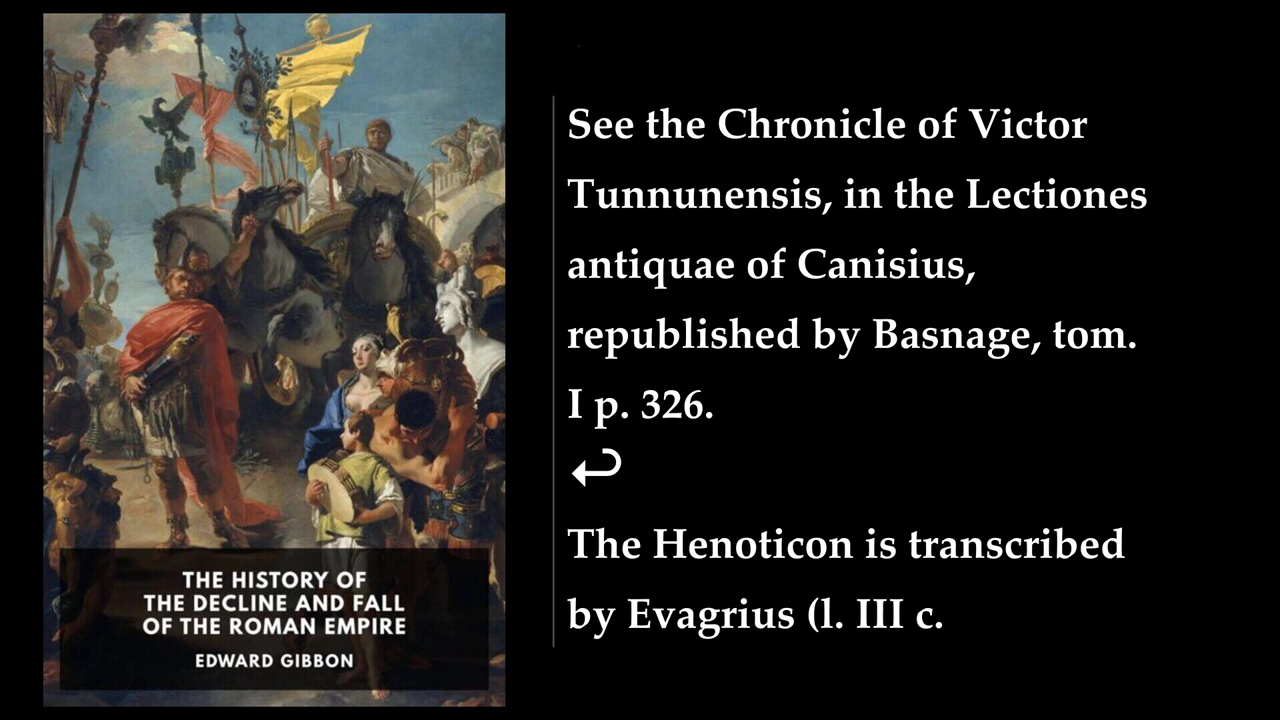 THE HISTORY OF
THE DECLINE AND FALL
OF THE ROMAN EMPIRE
EDWARD GIBBON
See the Chronicle of Victor
Tunnunensis, in the Lectiones
antiquae of Canisius,
republished by Basnage, tom.
I p. 326.
↩
The Henoticon is transcribed
by Evagrius (l. III c.